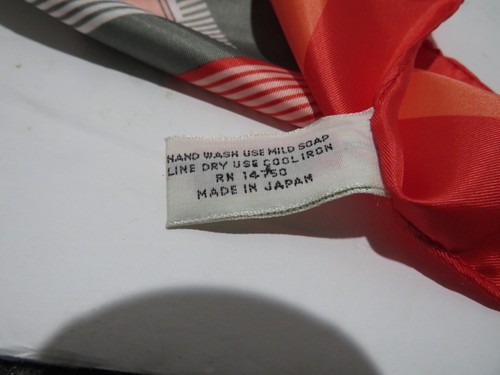 HAND WASH USE MILD SOAP
LINE DRY USE COOL IRON
RN 14750
MADE IN JAPAN